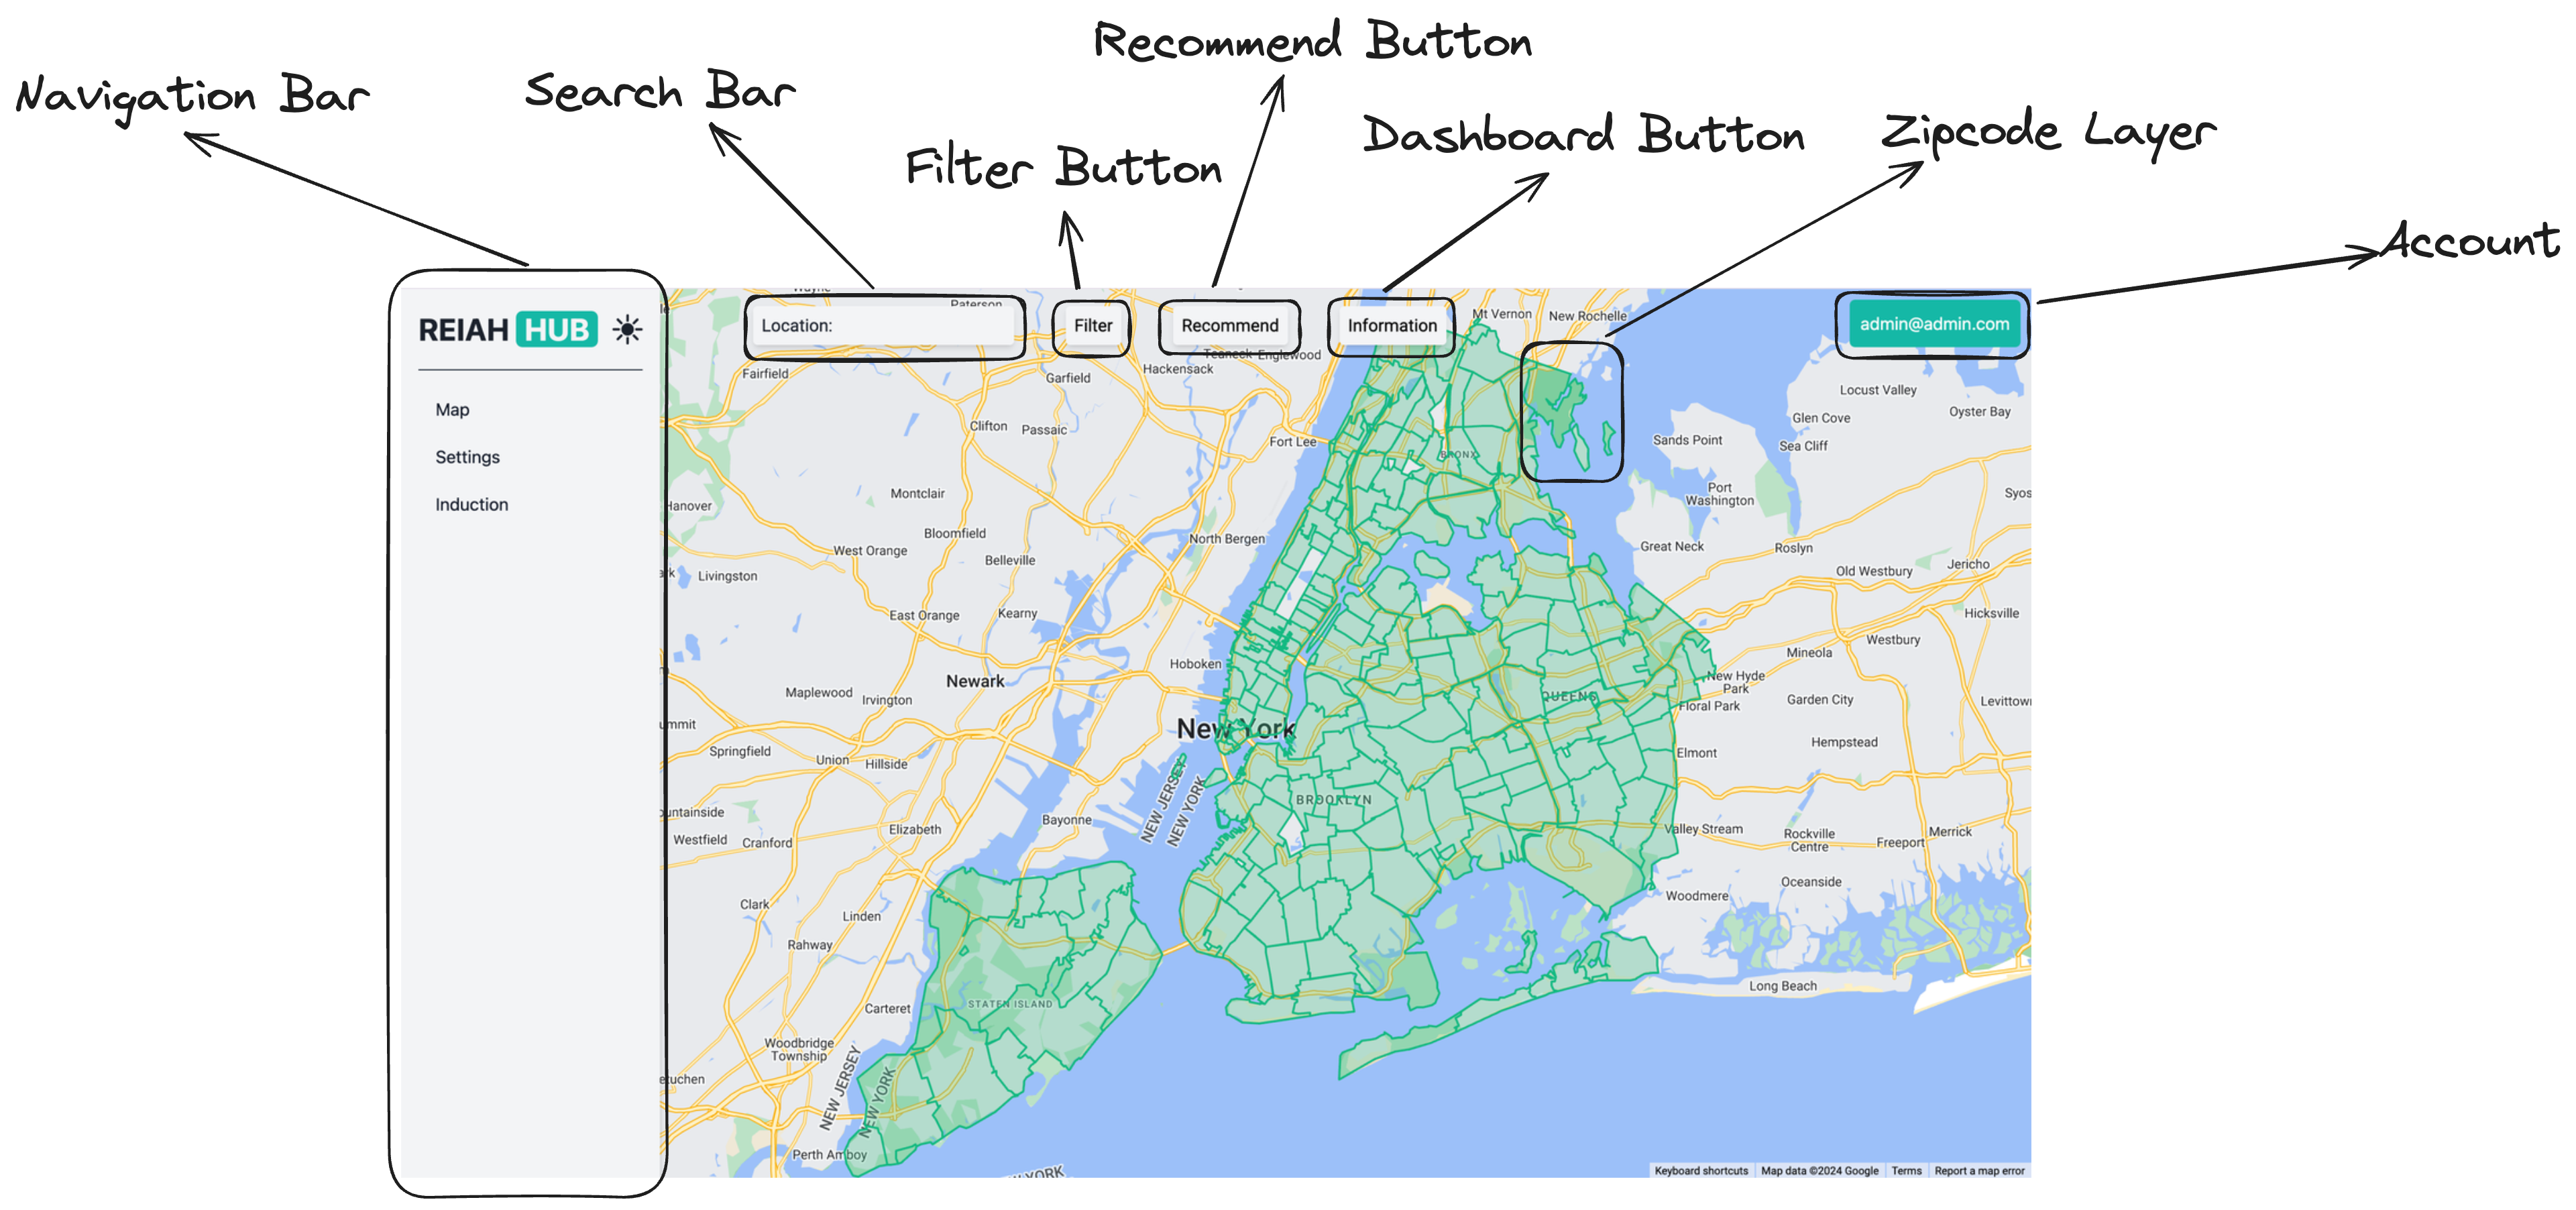 Recommend Button
Navigation Bar
Search Bar
Dashboard Button
Zipcode Layer
Filter Button
Account
REIAH HUB
Map
Settings
Induction
Location:
Filter
Recommend
Information
admin@admin.com
Paterson
Mt Vernon
New Rochelle
Teaneck
Englewood
Fairfield
Garfield
Hackensack
Locust Valley
Glen Cove
Oyster Bay
Clifton
Passaic
Fort Lee
Sands Point
Sea Cliff
BRONX
Montclair
Port
Washington
Syos
Hanover
Bloomfield
North Bergen
West Orange
Belleville
Great Neck
Roslyn
Livingston
Old Westbury
Jericho
East Orange
Kearny
Hicksville
Westbury
Hoboken
Mineola
Newark
Maplewood
Irvington
QUEENS
New Hyde
Park
Garden City
Levittow
Floral Park
ummit
New York
Springfield
Union
Hillside
Elmont
Hempstead
NEW JERSEY
NEW YORK
BROOKLYN
ountainside
Bayonne
Westfield
Cranford
Elizabeth
Valley Stream
Rockville
Centre
Merrick
Freeport
Oceanside
Woodmere
Clark
Linden
Rahway
Long Beach
STATEN ISLAND
Carteret
Woodbridge
Township
NEW JERSEY
NEW YORK
etuchen
Perth Amboy
YORK
Keyboard shortcuts
Map data ©2024 Google
Terms
Report a map error